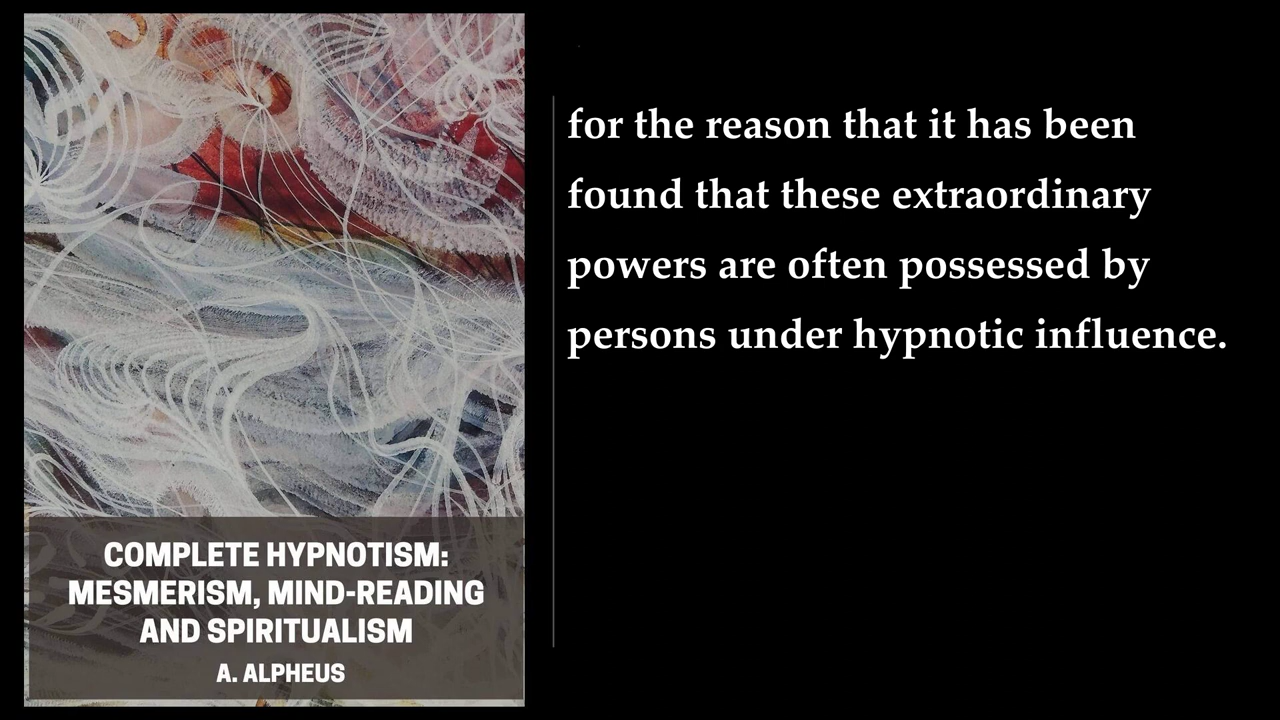 COMPLETE HYPNOTISM:
MESMERISM, MIND-READING
AND SPIRITUALISM
A. ALPHEUS
for the reason that it has been
found that these extraordinary
powers are often possessed by
persons under hypnotic influence.